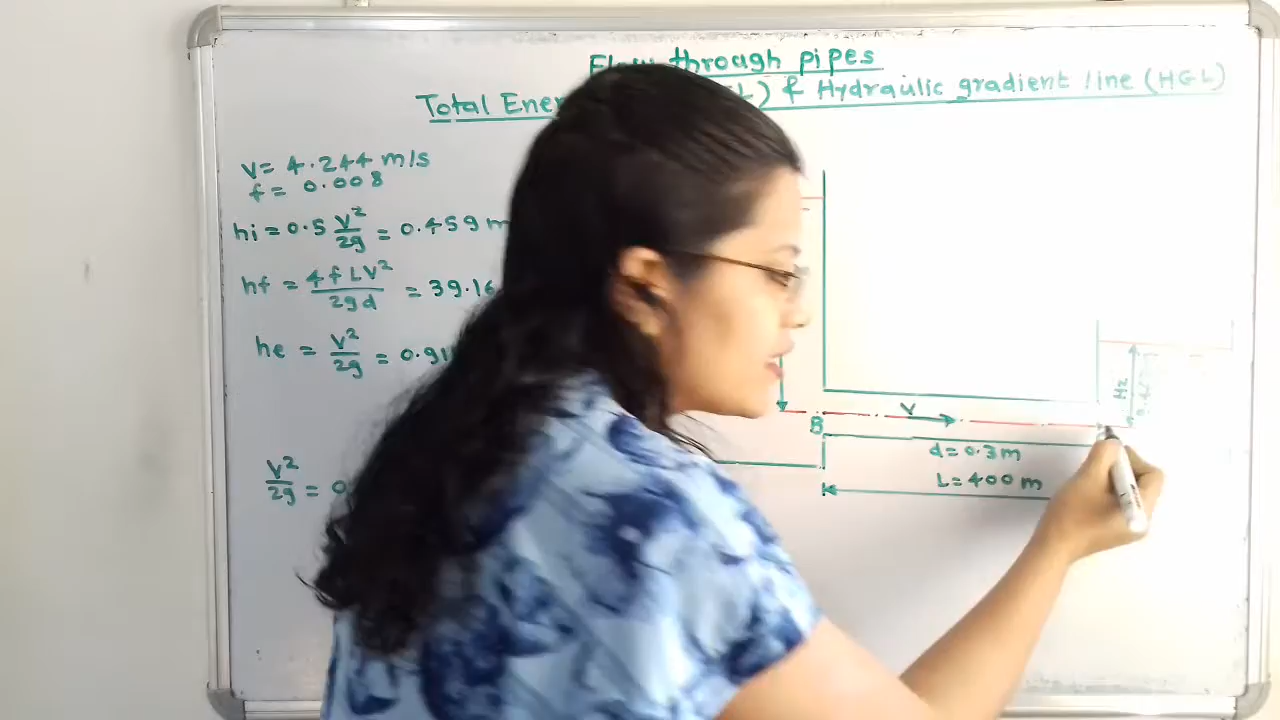 Flow through pipes
Total Ener L) & Hydraulic gradient line (HGL)
V = 4.244 m/s
f = 0.008
hi = 0.5 V²/2g = 0.459 m
hf = 4fLV²/2gd = 39.16
he = V²/2g = 0.91
V²/2g = 0.
H2
V
B
d = 0.3m
L = 400 m